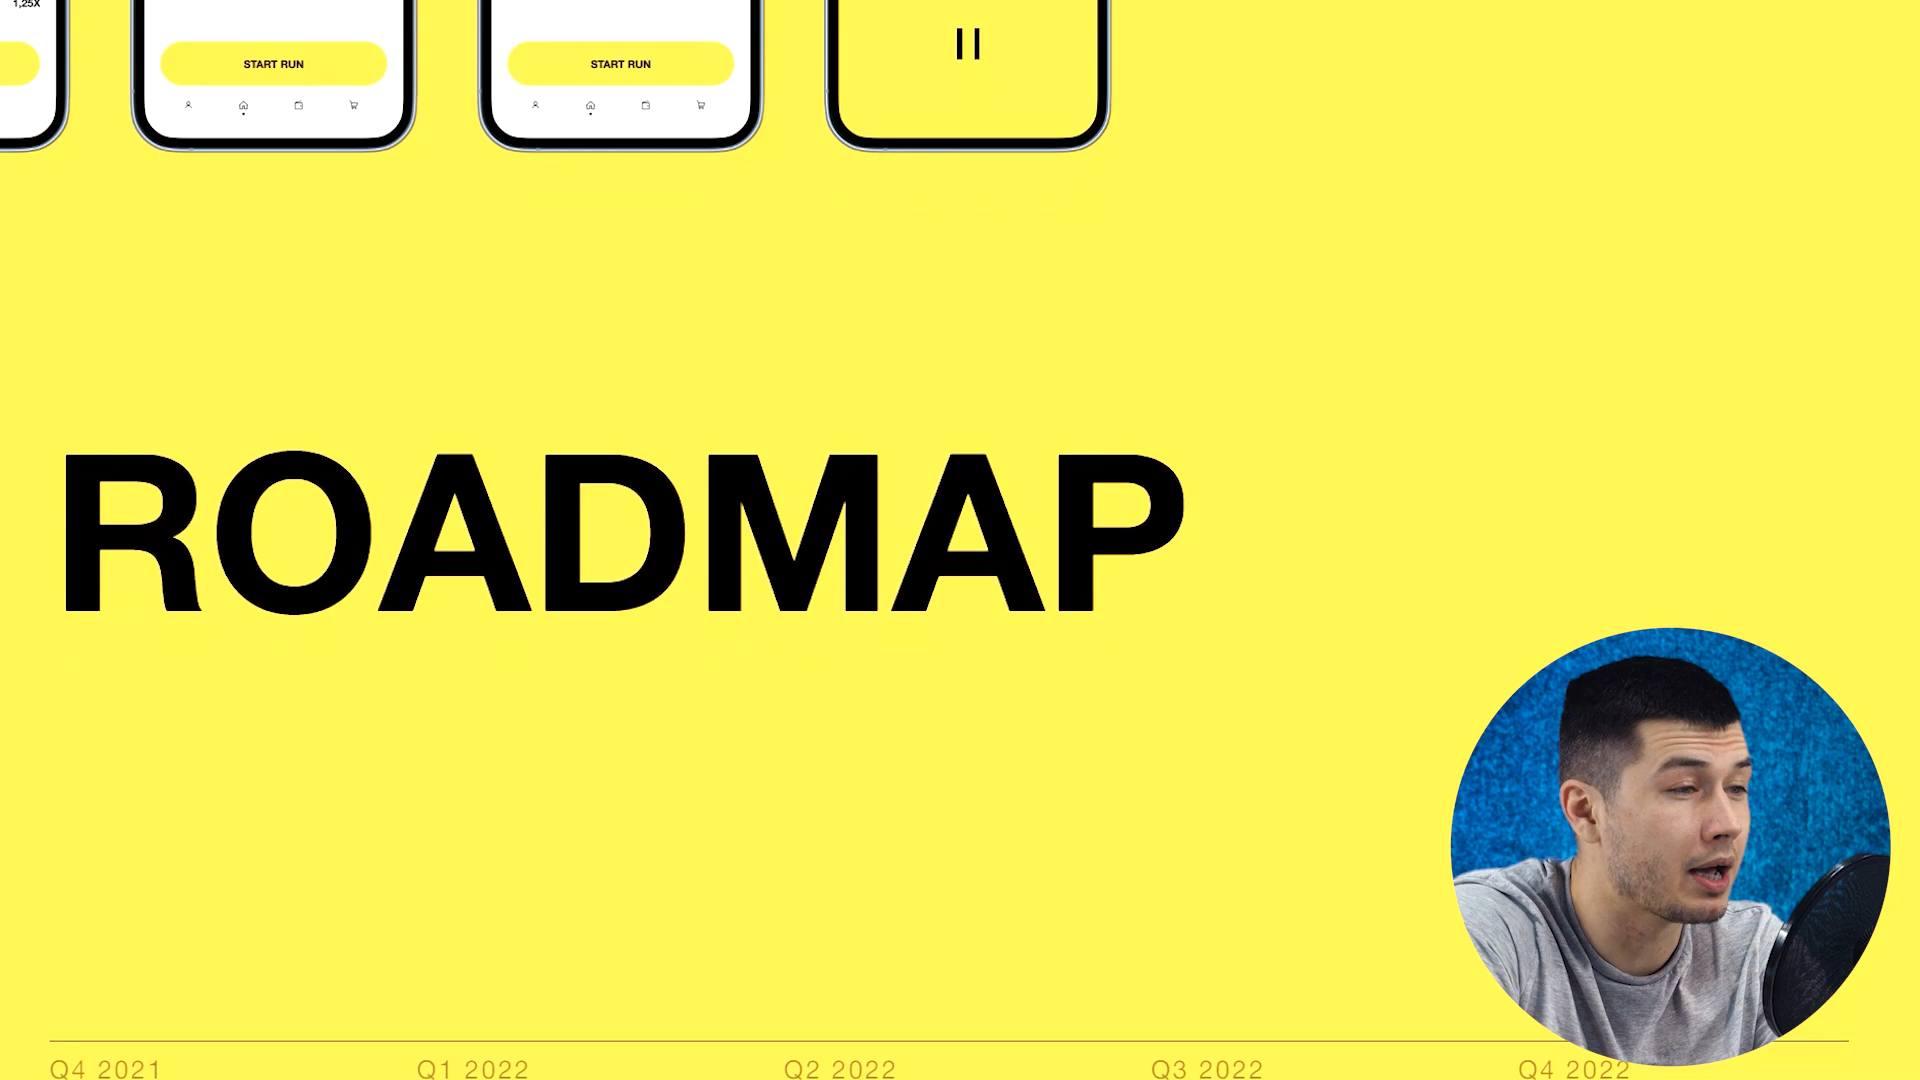 1,25X
START RUN
START RUN
ROADMAP
Q4 2021
Q1 2022
Q2 2022
Q3 2022
Q4 2022